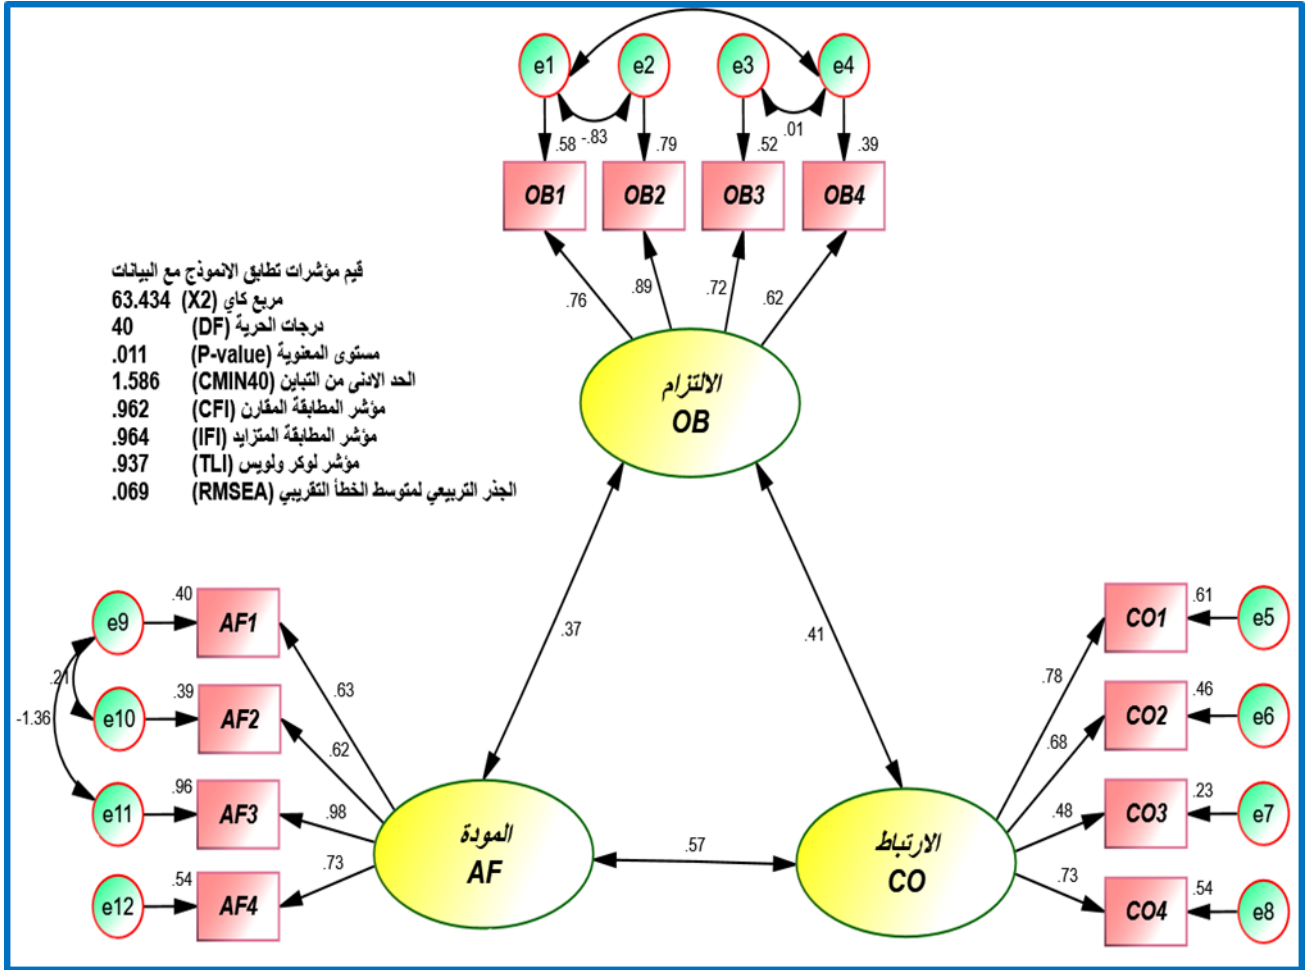 e1
e2
e3
e4
.58
-.83
.79
.52
.01
.39
OB1
OB2
OB3
OB4
.76
.89
.72
.62
قيم مؤشرات تطابق الانموذج مع البيانات
مربع كاي (X2) 63.434
درجات الحرية (DF) 40
مستوى المعنوية (P-value) .011
الحد الادنى من التباين (CMIN40) 1.586
مؤشر المطابقة المقارن (CFI) .962
مؤشر المطابقة المتزايد (IFI) .964
مؤشر لوكر ولويس (TLI) .937
الجذر التربيعي لمتوسط الخطأ التقريبي (RMSEA) .069
الالتزام
OB
.37
.41
.57
e9
.40
AF1
.21
-1.36
e10
.39
AF2
e11
.96
AF3
e12
.54
AF4
.63
.62
.98
.73
المودة
AF
الارتباط
CO
.78
.68
.48
.73
CO1
.61
e5
CO2
.46
e6
CO3
.23
e7
CO4
.54
e8